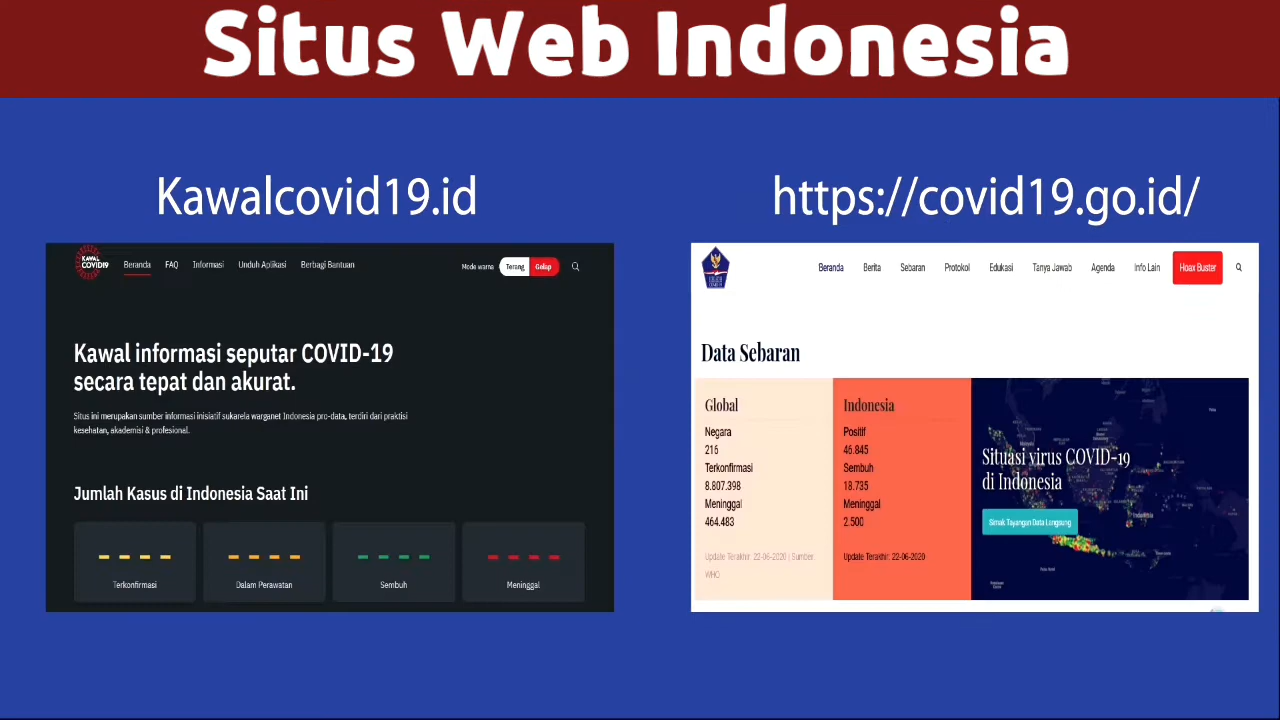 Situs Web Indonesia
Kawalcovid19.id
https://covid19.go.id/
KAWAL
COVID19
Beranda FAQ Informasi Unduh Aplikasi Berbagi Bantuan
Mode warna Terang Gelap
Kawal informasi seputar COVID-19
secara tepat dan akurat.
Situs ini merupakan sumber informasi inisiatif sukarela warganet Indonesia pro-data, terdiri dari praktisi
kesehatan, akademisi & profesional.
Jumlah Kasus di Indonesia Saat Ini
Terkonfirmasi Dalam Perawatan Sembuh Meninggal
Beranda Berita Sebaran Protokol Edukasi Tanya Jawab Agenda Info Lain Hoax Buster
Data Sebaran
Global
Negara
216
Terkonfirmasi
8.807.398
Meninggal
464.483
Update Terakhir: 22-06-2020 | Sumber:
WHO
Indonesia
Positif
46.845
Sembuh
18.735
Meninggal
2.500
Update Terakhir: 22-06-2020
Situasi virus COVID-19
di Indonesia
Simak Tayangan Data Langsung
Indonesia